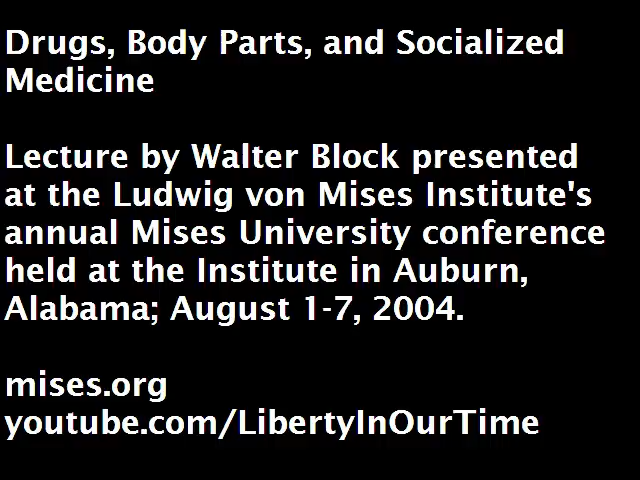 Drugs, Body Parts, and Socialized
Medicine
Lecture by Walter Block presented
at the Ludwig von Mises Institute's
annual Mises University conference
held at the Institute in Auburn,
Alabama; August 1-7, 2004.
mises.org
youtube.com/LibertyInOurTime